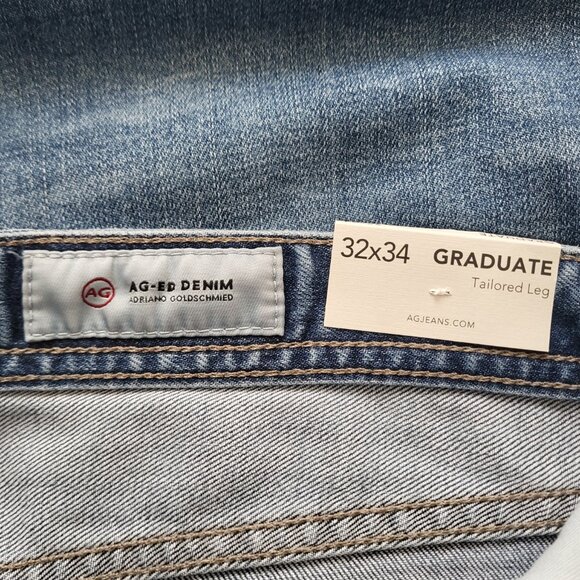 AG
AG-ED DENIM
ADRIANO GOLDSCHMIED
32x34 GRADUATE
Tailored Leg
AGJEANS.COM